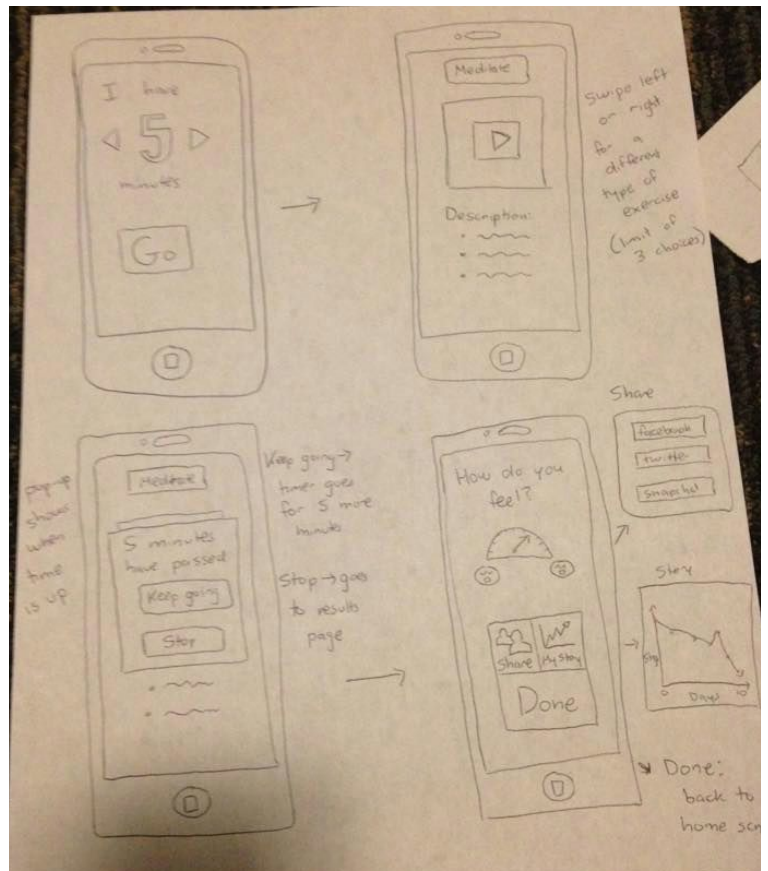 I have
5
minutes
Go
Meditate
Description:
Swipe left
or right
for a
different
type of
exercise
(limit of
3 choices)
pop-up
shows
when
time
is up
Meditate
5 minutes
have passed
Keep going
Stop
Keep going →
timer goes
for 5 more
minutes
Stop → goes
to results
page
How do you
feel?
Share
My Story
Done
Share
facebook
twitter
snapchat
Days
0
10
Done:
back to
home